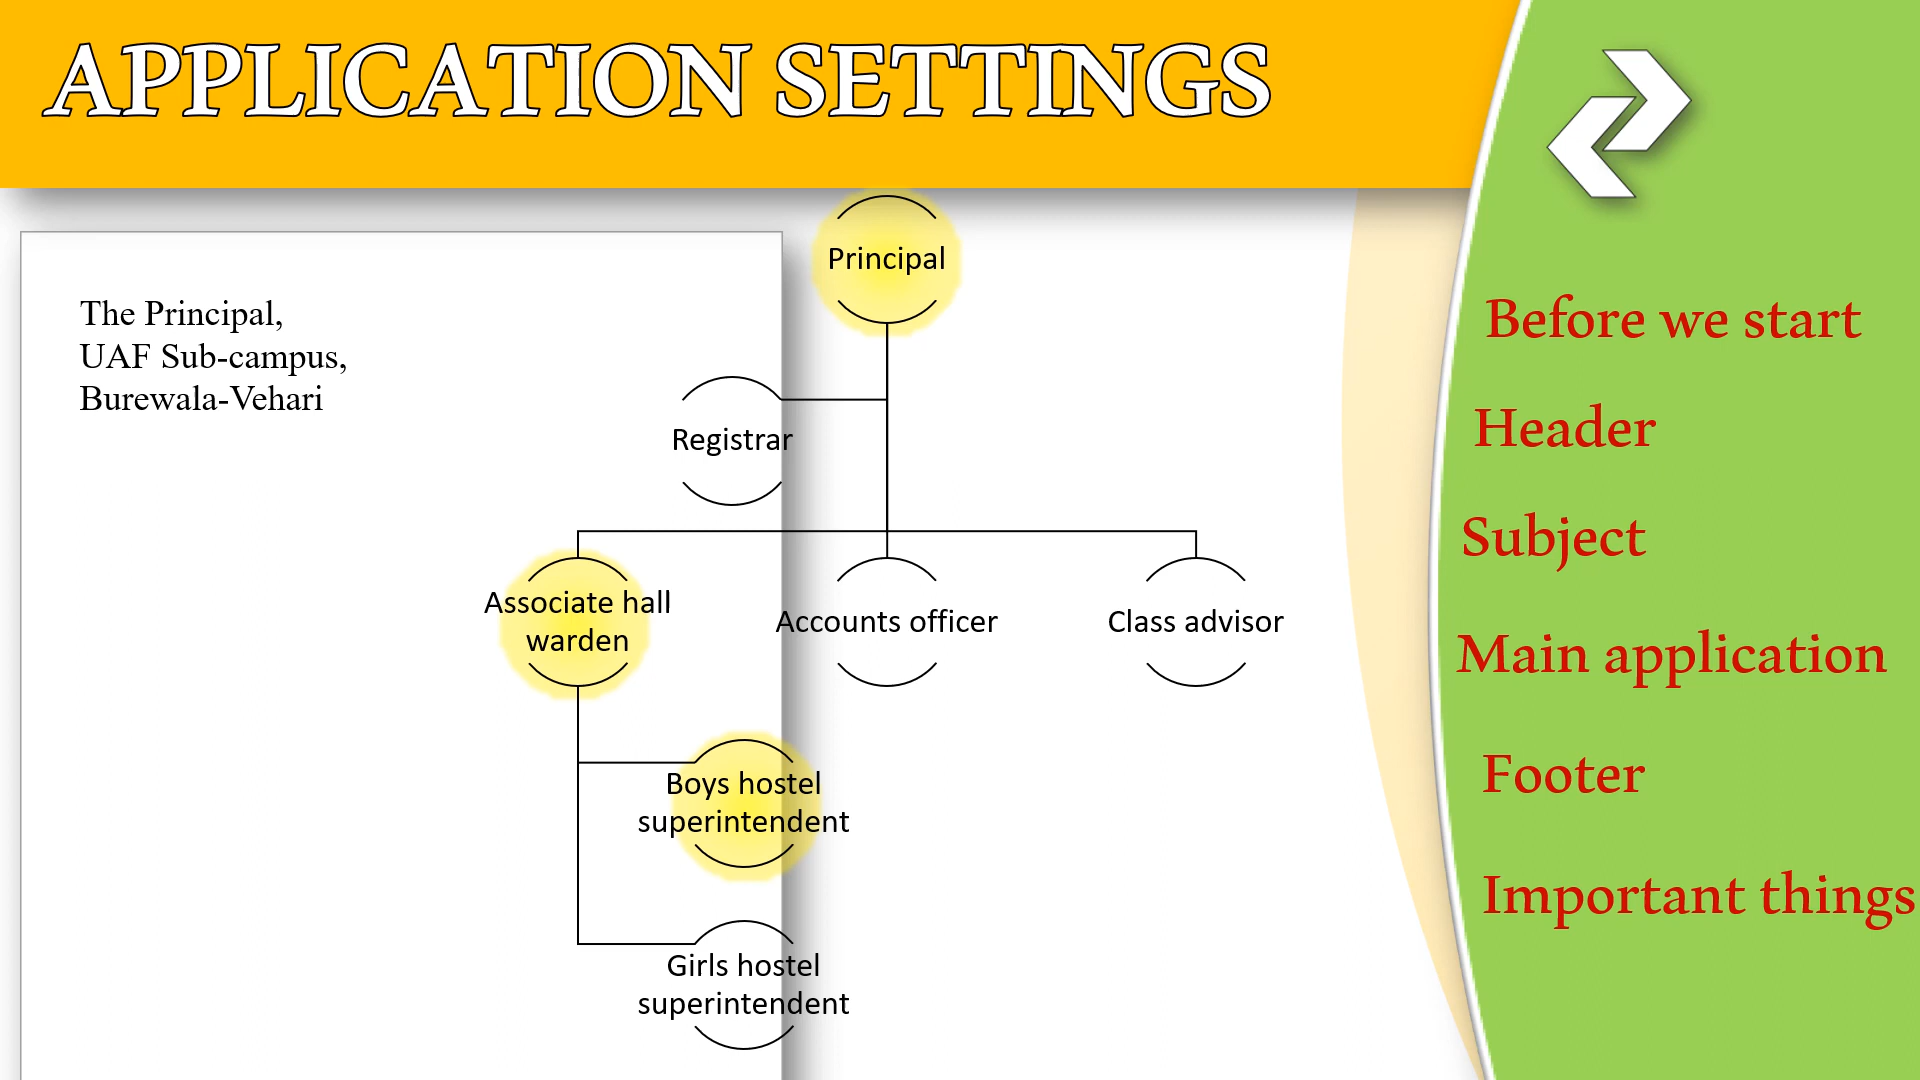 APPLICATION SETTINGS
The Principal,
UAF Sub-campus,
Burewala-Vehari
Principal
Registrar
Associate hall
warden
Accounts officer
Class advisor
Boys hostel
superintendent
Girls hostel
superintendent
Before we start
Header
Subject
Main application
Footer
Important things